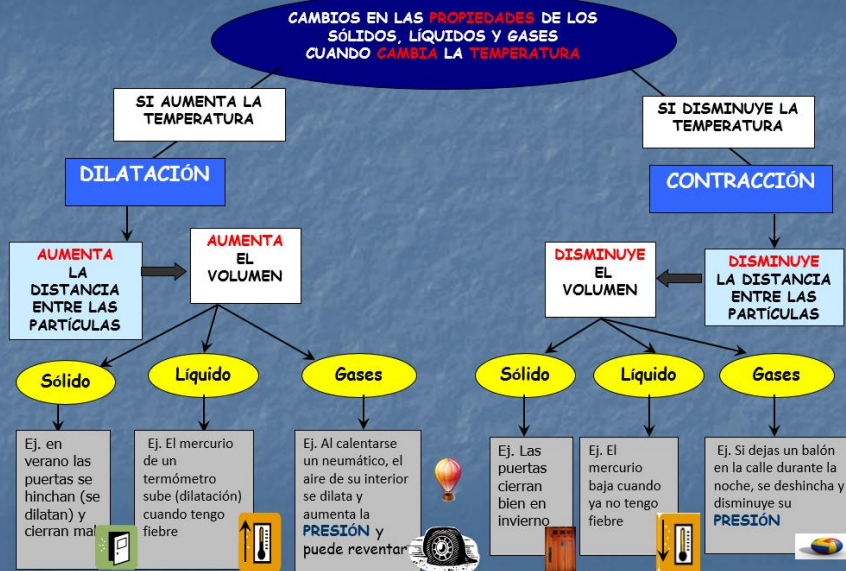 CAMBIOS EN LAS PROPIEDADES DE LOS
SÓLIDOS, LÍQUIDOS Y GASES
CUANDO CAMBIA LA TEMPERATURA
SI AUMENTA LA
TEMPERATURA
SI DISMINUYE LA
TEMPERATURA
DILATACIÓN
CONTRACCIÓN
AUMENTA
LA
DISTANCIA
ENTRE LAS
PARTÍCULAS
AUMENTA
EL
VOLUMEN
DISMINUYE
EL
VOLUMEN
DISMINUYE
LA DISTANCIA
ENTRE LAS
PARTÍCULAS
Sólido
Líquido
Gases
Sólido
Líquido
Gases
Ej. en
verano las
puertas se
hinchan (se
dilatan) y
cierran mal
Ej. El mercurio
de un
termómetro
sube (dilatación)
cuando tengo
fiebre
Ej. Al calentarse
un neumático, el
aire de su interior
se dilata y
aumenta la
PRESIÓN y
puede reventar
Ej. Las
puertas
cierran
bien en
invierno
Ej. El
mercurio
baja cuando
ya no tengo
fiebre
Ej. Si dejas un balón
en la calle durante la
noche, se deshincha y
disminuye su
PRESIÓN